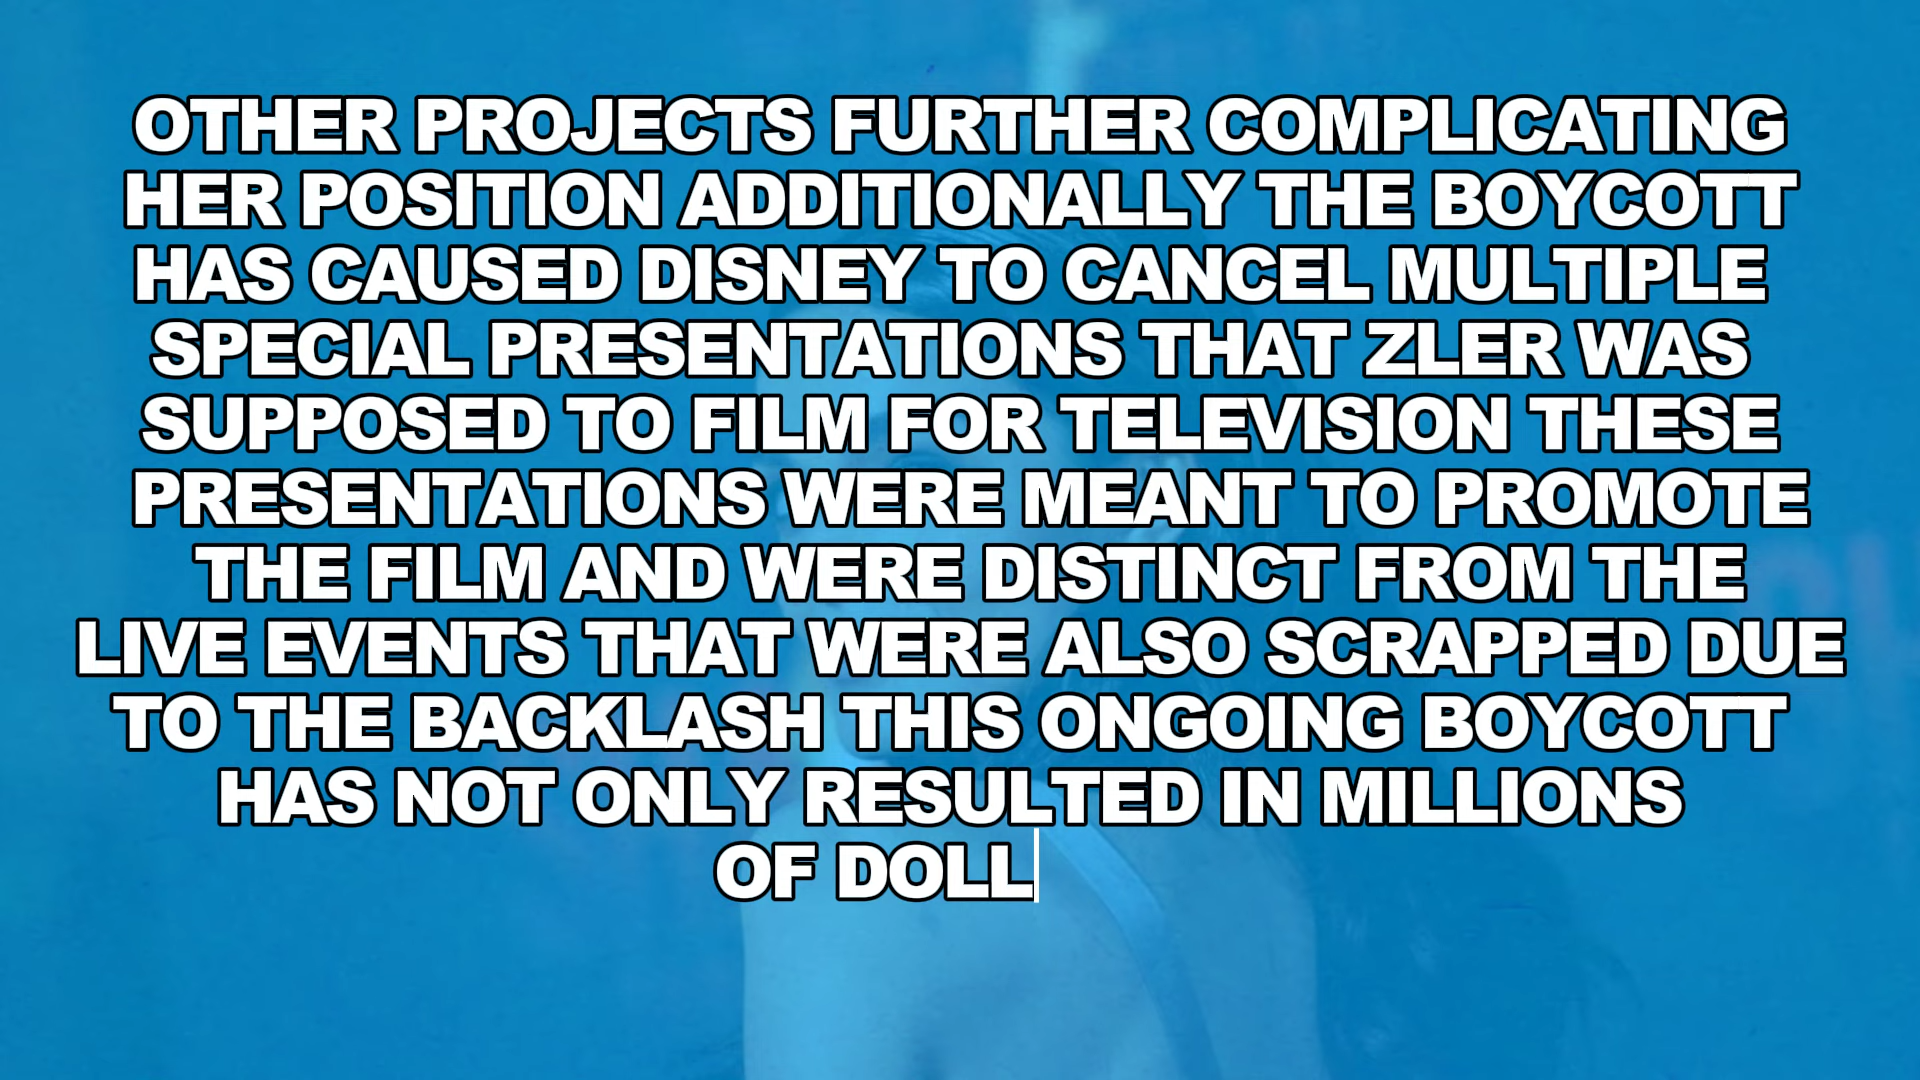 OTHER PROJECTS FURTHER COMPLICATING
HER POSITION ADDITIONALLY THE BOYCOTT
HAS CAUSED DISNEY TO CANCEL MULTIPLE
SPECIAL PRESENTATIONS THAT ZLER WAS
SUPPOSED TO FILM FOR TELEVISION THESE
PRESENTATIONS WERE MEANT TO PROMOTE
THE FILM AND WERE DISTINCT FROM THE
LIVE EVENTS THAT WERE ALSO SCRAPPED DUE
TO THE BACKLASH THIS ONGOING BOYCOTT
HAS NOT ONLY RESULTED IN MILLIONS
OF DOLL